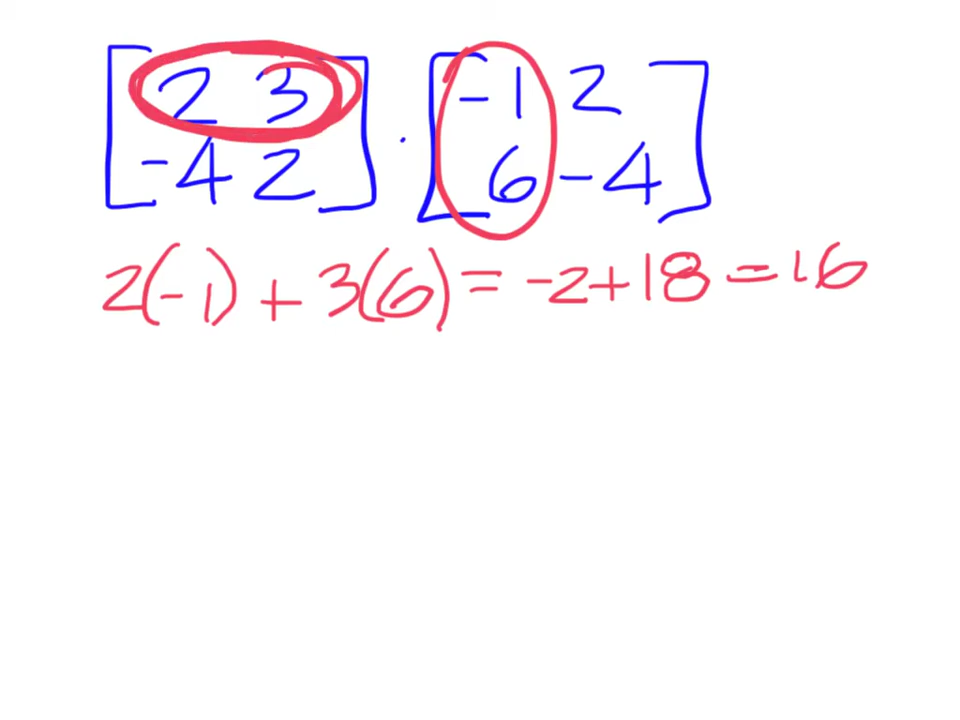 [2 3] · [-1 2]
[-4 2] [6 -4]
2(-1) + 3(6) = -2+18 = 16